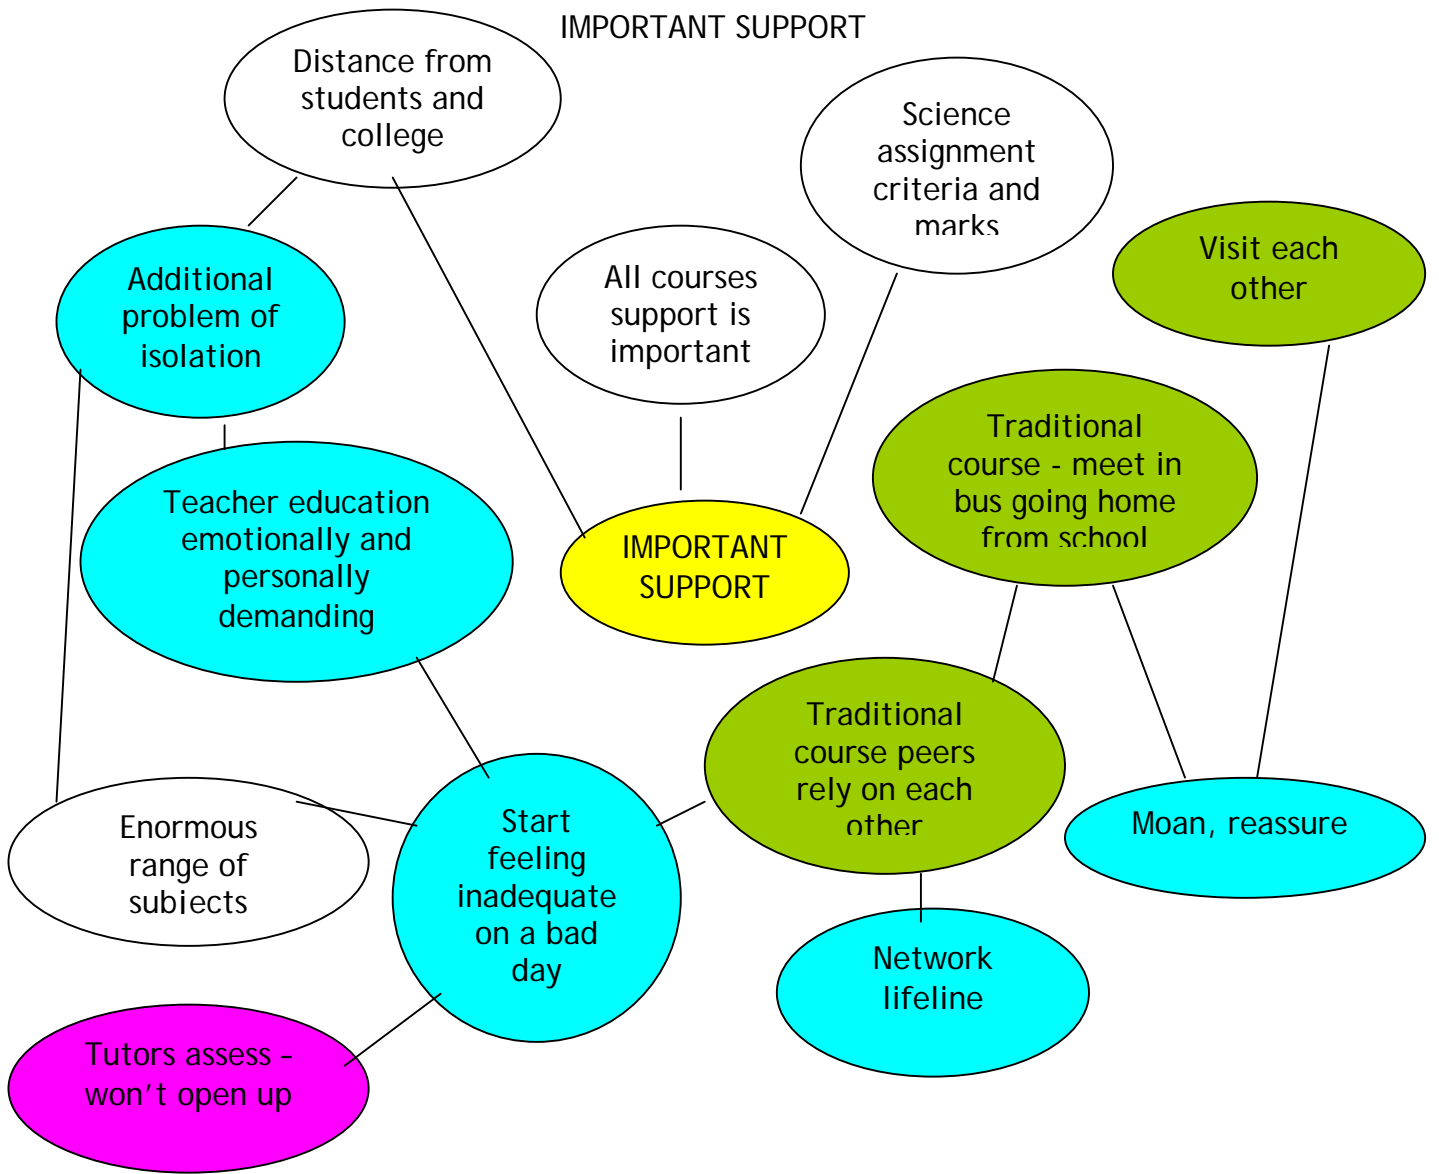 IMPORTANT SUPPORT
Distance from
students and
college
Science
assignment
criteria and
marks
Visit each
other
Additional
problem of
isolation
All courses
support is
important
Traditional
course - meet in
bus going home
from school
Teacher education
emotionally and
personally
demanding
IMPORTANT
SUPPORT
Traditional
course peers
rely on each
other
Moan, reassure
Enormous
range of
subjects
Start
feeling
inadequate
on a bad
day
Network
lifeline
Tutors assess -
won't open up